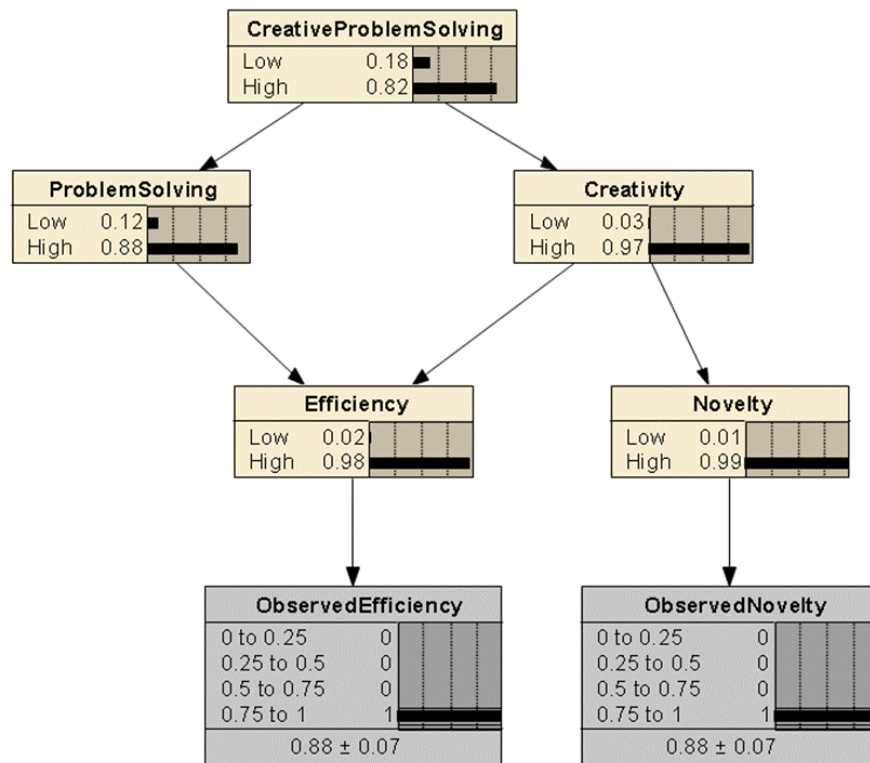 CreativeProblemSolving
Low 0.18
High 0.82
ProblemSolving
Low 0.12
High 0.88
Creativity
Low 0.03
High 0.97
Efficiency
Low 0.02
High 0.98
Novelty
Low 0.01
High 0.99
ObservedEfficiency
0 to 0.25 0
0.25 to 0.5 0
0.5 to 0.75 0
0.75 to 1 1
0.88 ± 0.07
ObservedNovelty
0 to 0.25 0
0.25 to 0.5 0
0.5 to 0.75 0
0.75 to 1 1
0.88 ± 0.07